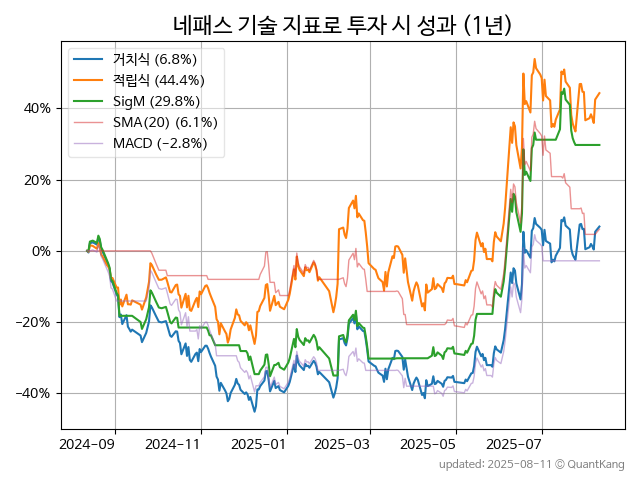 네패스 기술 지표로 투자 시 성과 (1년)
거치식 (6.8%)
적립식 (44.4%)
SigM (29.8%)
SMA(20) (6.1%)
MACD (−2.8%)
40%
20%
0%
−20%
−40%
2024−09
2024−11
2025−01
2025−03
2025−05
2025−07
updated: 2025-08-11 © QuantKang